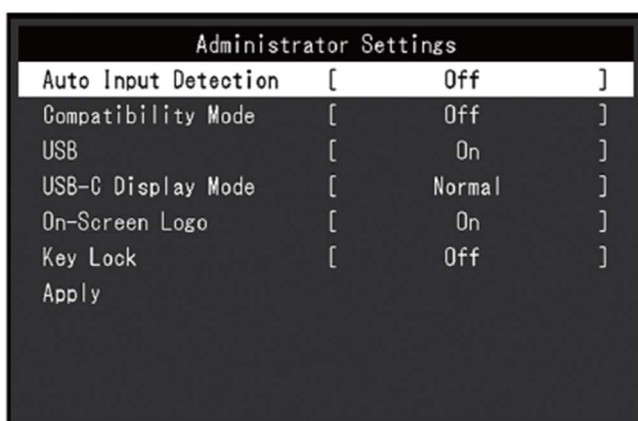 Administrator Settings
Auto Input Detection [ Off ]
Compatibility Mode [ Off ]
USB [ On ]
USB-C Display Mode [ Normal ]
On-Screen Logo [ On ]
Key Lock [ Off ]
Apply